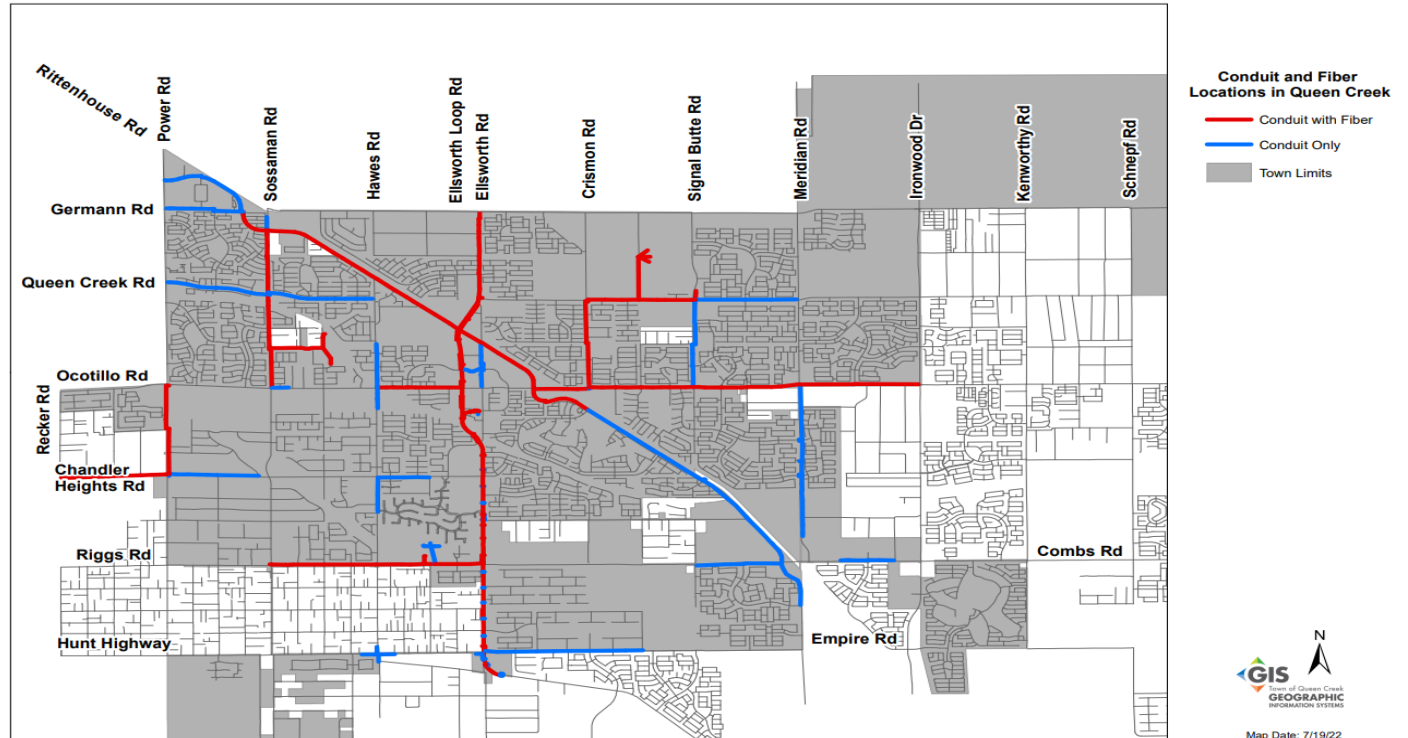 Rittenhouse Rd
Power Rd
Sossaman Rd
Hawes Rd
Ellsworth Loop Rd
Ellsworth Rd
Crismon Rd
Signal Butte Rd
Meridian Rd
Ironwood Dr
Kenworthy Rd
Schnepf Rd
Conduit and Fiber
Locations in Queen Creek
Conduit with Fiber
Conduit Only
Town Limits
Germann Rd
Queen Creek Rd
Ocotillo Rd
Recker Rd
Chandler
Heights Rd
Riggs Rd
Combs Rd
Hunt Highway
Empire Rd
N
GIS
Town of Queen Creek
GEOGRAPHIC
INFORMATION SYSTEMS
Map Date: 7/19/22